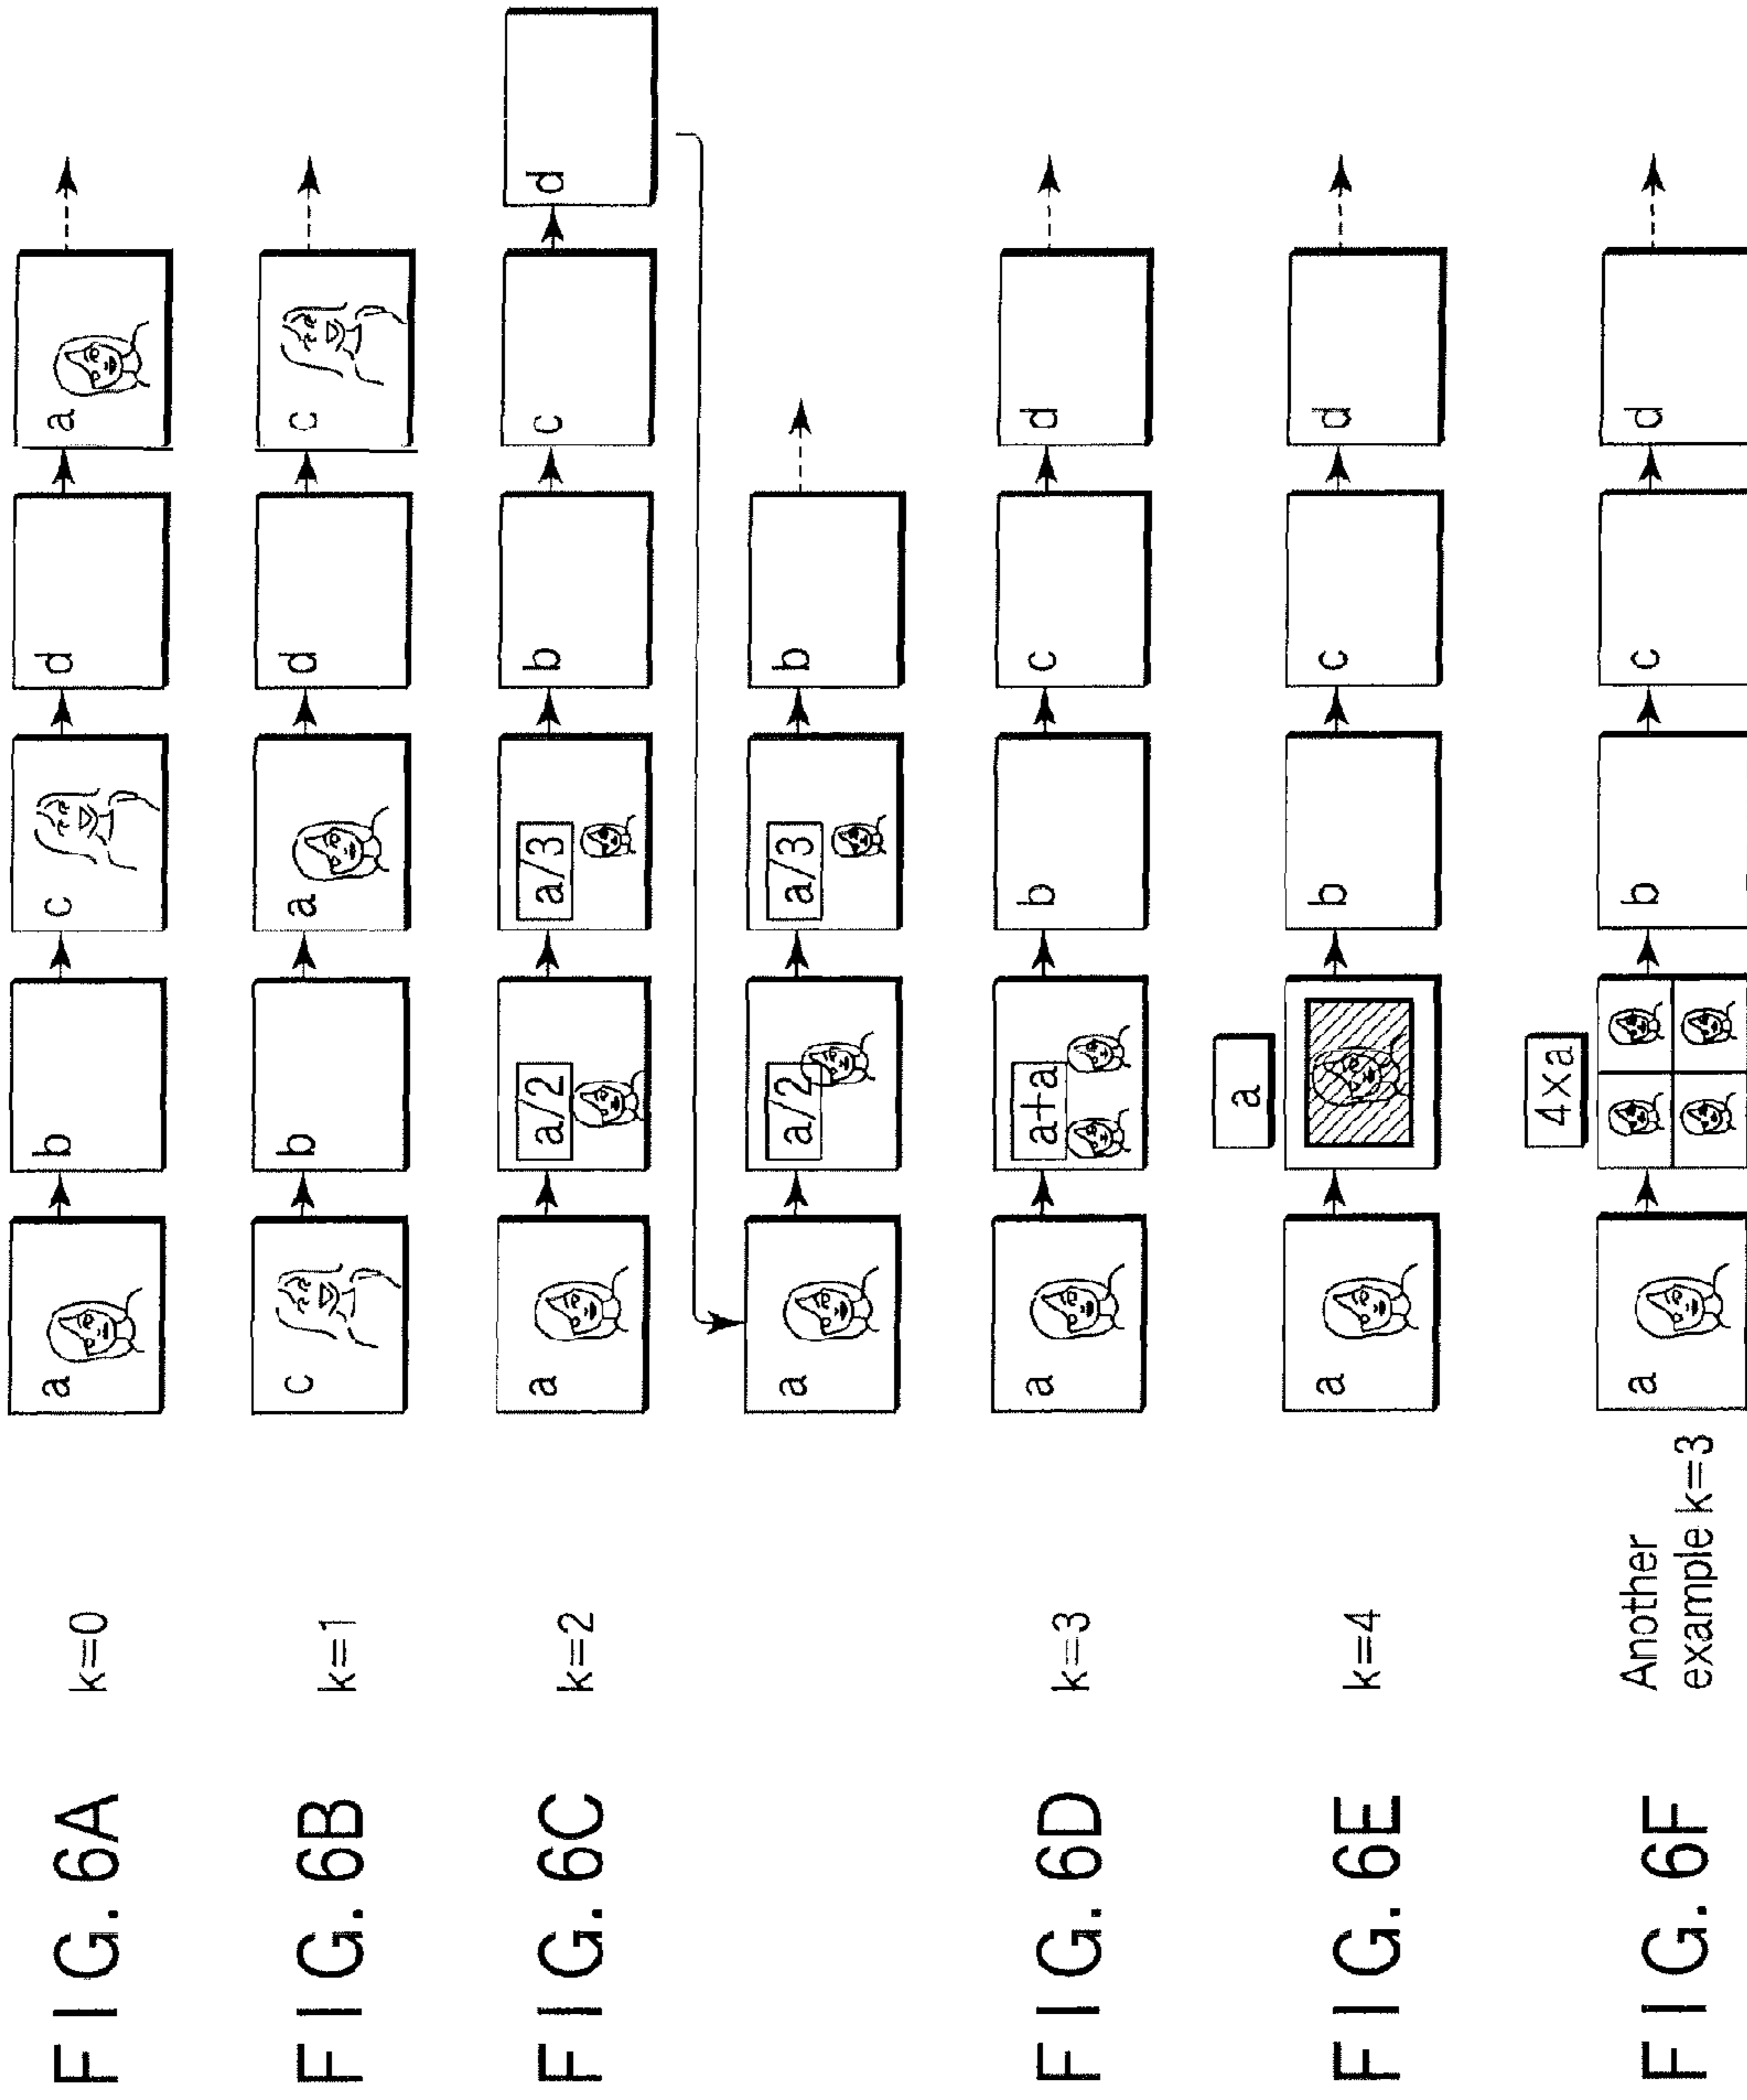 FIG. 6A k=0 a b c d a
FIG. 6B k=1 c b a d c
FIG. 6C k=2 a a/2 a/3 b c d
a a/2 a/3 b
FIG. 6D k=3 a a+a b c d
a
FIG. 6E k=4 a b c d
4×a
FIG. 6F Another
example k=3 a b c d